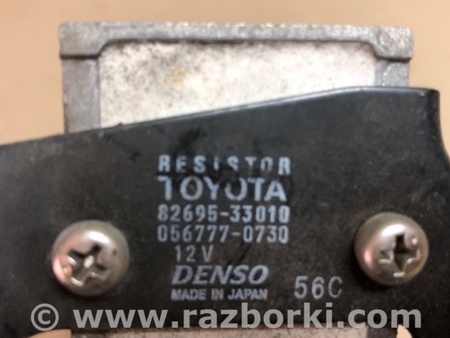 RESISTOR
TOYOTA
82695-33010
056777-0730
12V
DENSO
MADE IN JAPAN 56C
© www.razborki.com